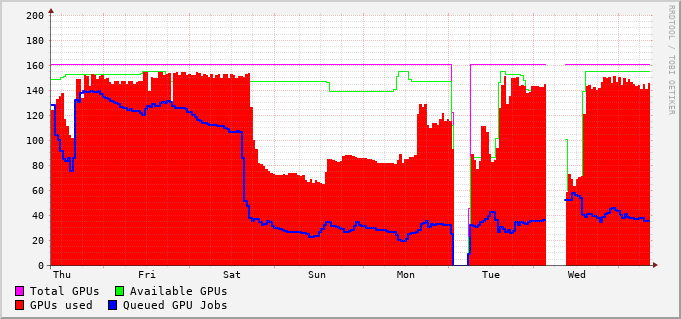 200
180
160
140
120
100
80
60
40
20
0
Thu Fri Sat Sun Mon Tue Wed
Total GPUs Available GPUs
GPUs used Queued GPU Jobs
RRDTOOL / TOBI OETIKER